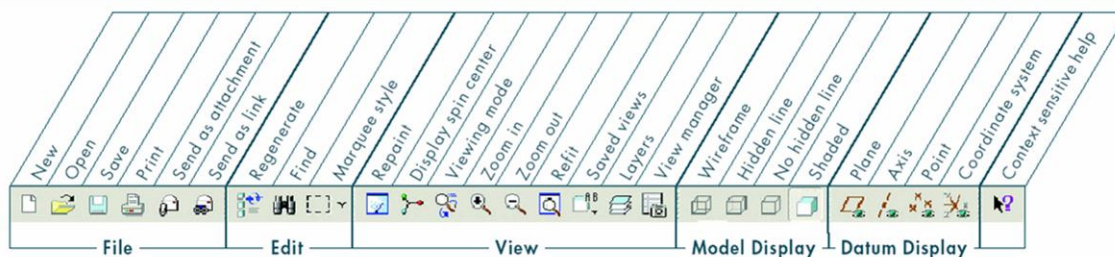 New
Open
Save
Print
Send as attachment
Send as link
Regenerate
Find
Marquee style
Repaint
Display spin center
Viewing mode
Zoom in
Zoom out
Refit
Saved views
Layers
View manager
Wireframe
Hidden line
No hidden line
Shaded
Plane
Axis
Point
Coordinate system
Context sensitive help
A B
?
File
Edit
View
Model Display
Datum Display